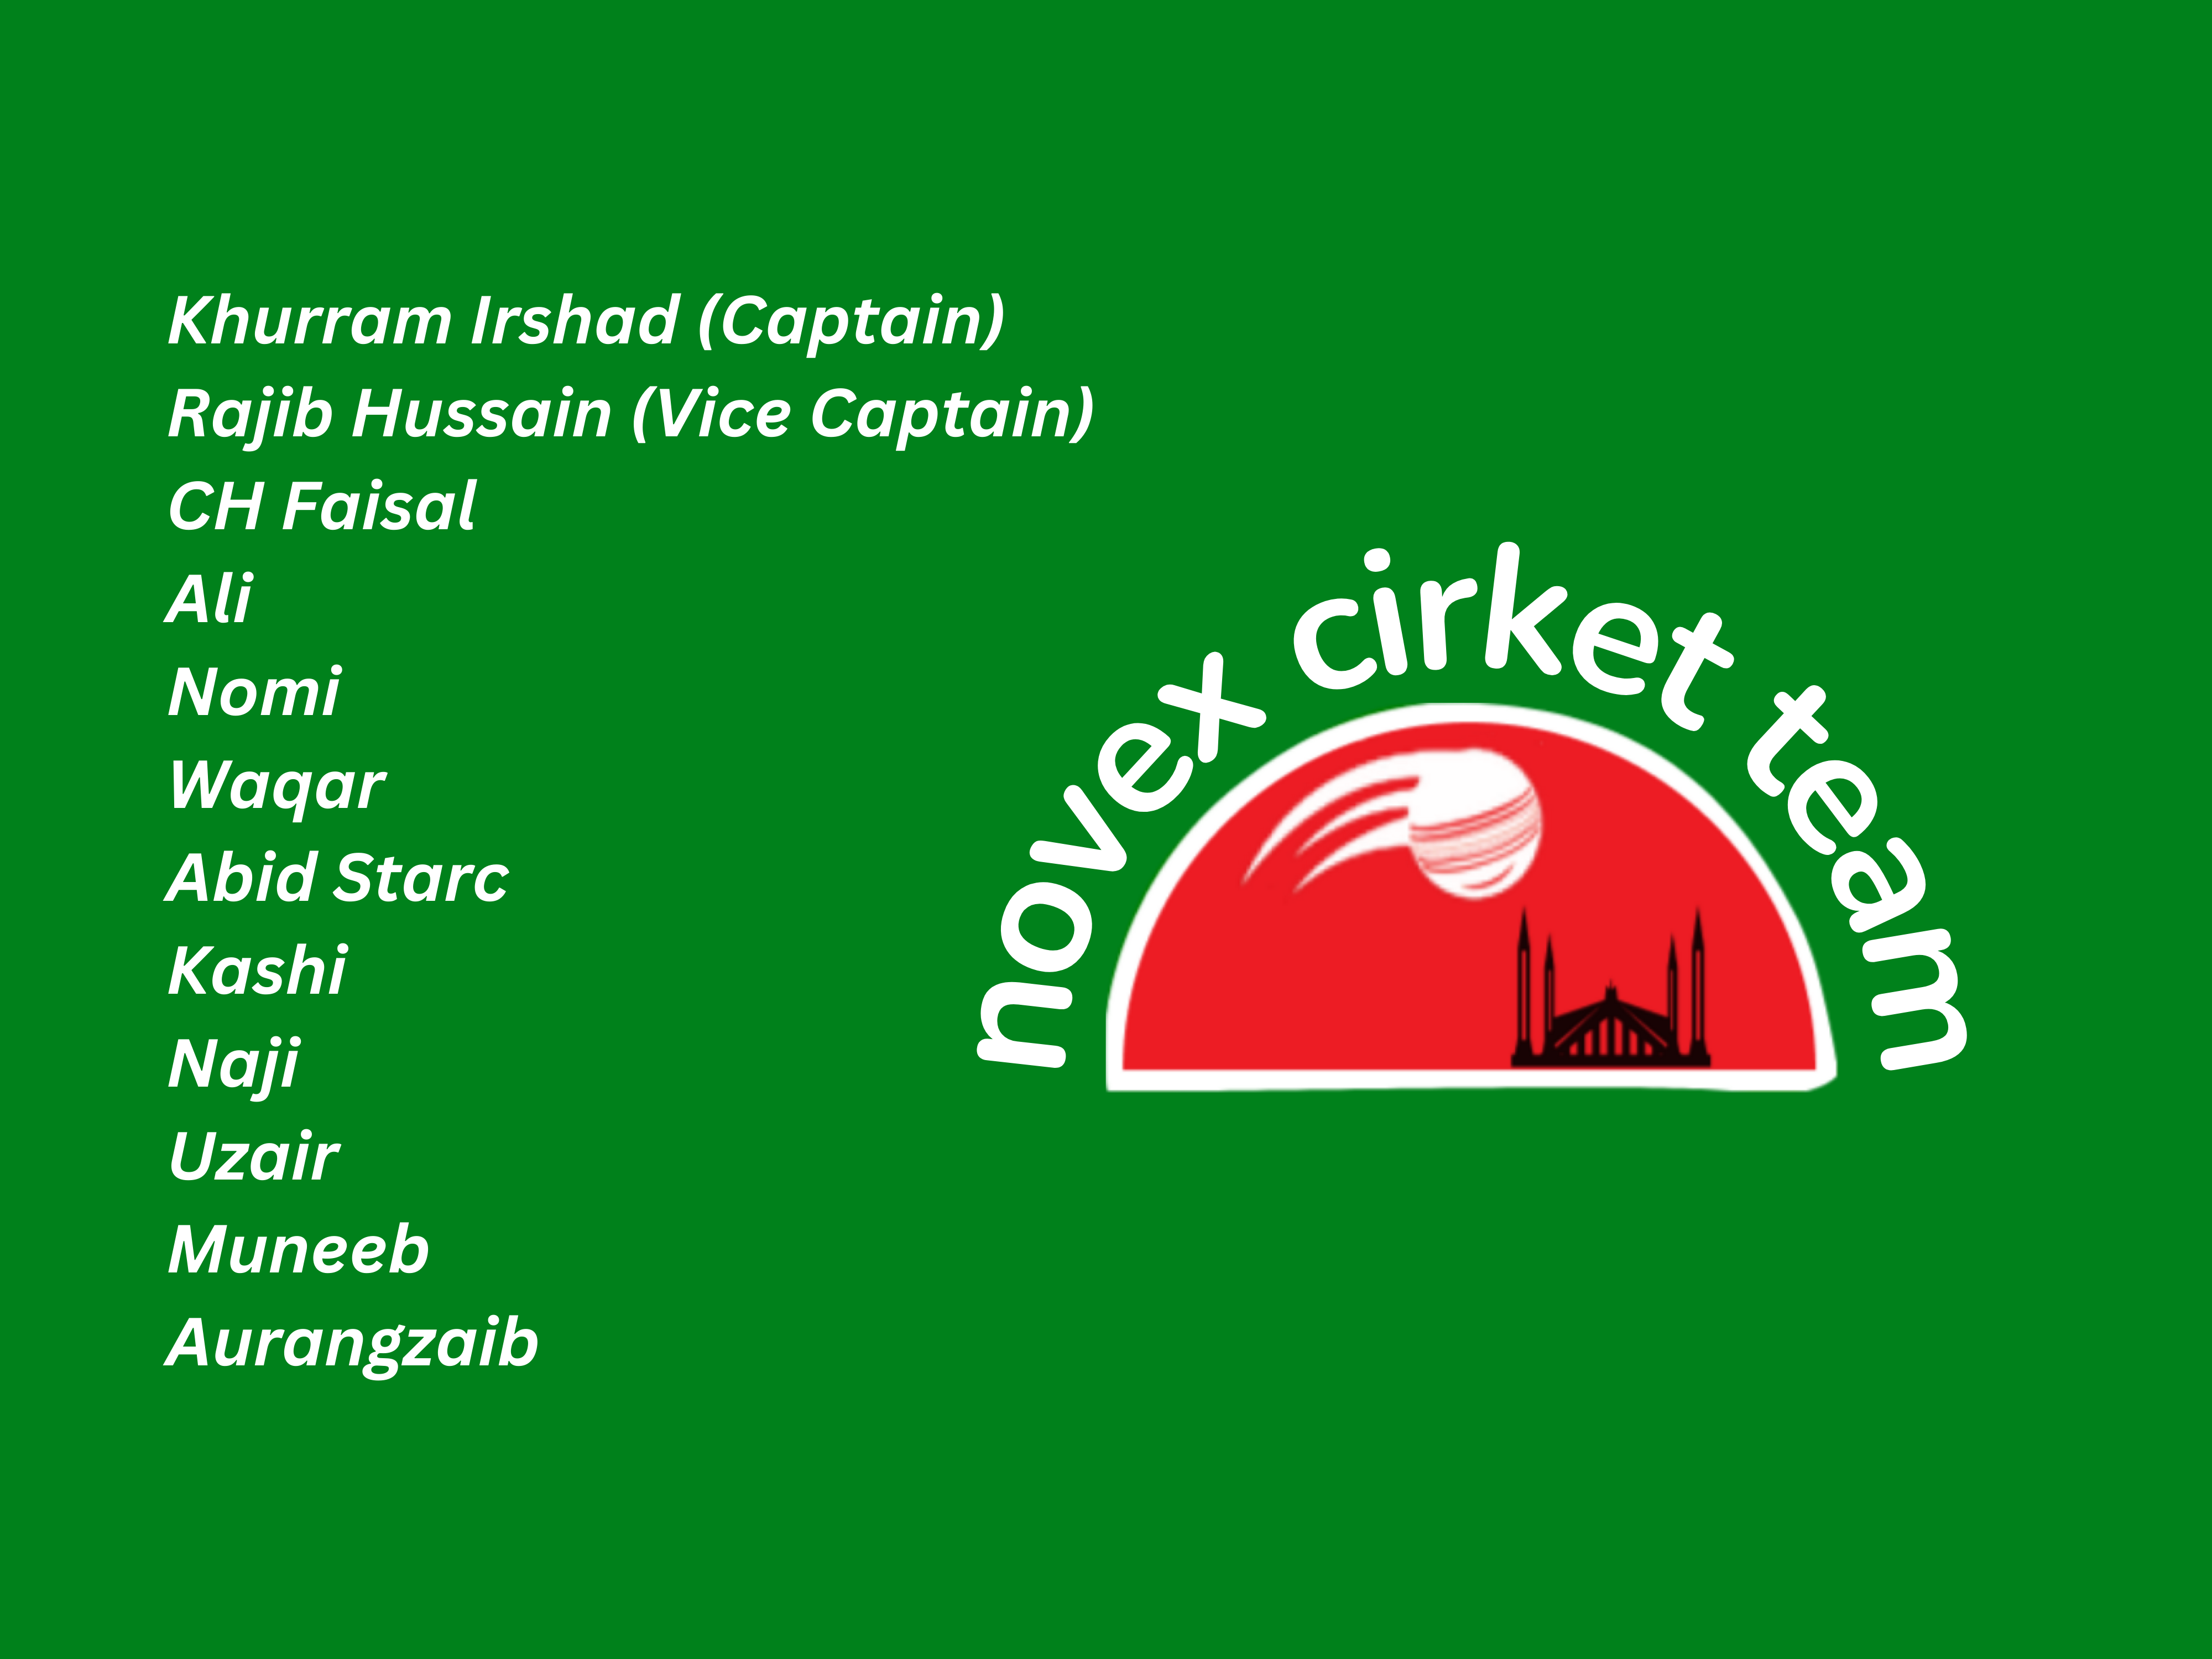 Khurram Irshad (Captain)
Rajib Hussain (Vice Captain)
CH Faisal
Ali
Nomi
Waqar
Abid Starc
Kashi
Naji
Uzair
Muneeb
Aurangzaib
novex cirket team